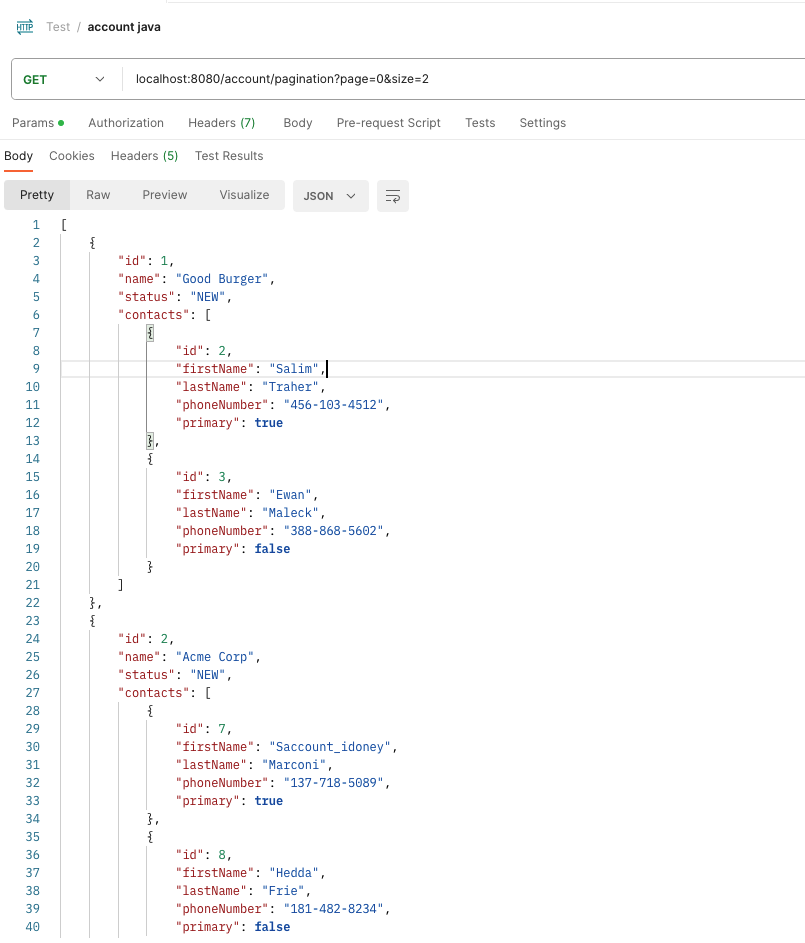 HTTP Test / account java
GET localhost:8080/account/pagination?page=0&size=2
Params Authorization Headers (7) Body Pre-request Script Tests Settings
Body Cookies Headers (5) Test Results
Pretty Raw Preview Visualize JSON
1 [
2 {
3 "id": 1,
4 "name": "Good Burger",
5 "status": "NEW",
6 "contacts": [
7 {
8 "id": 2,
9 "firstName": "Salim",
10 "lastName": "Traher",
11 "phoneNumber": "456-103-4512",
12 "primary": true
13 },
14 {
15 "id": 3,
16 "firstName": "Ewan",
17 "lastName": "Maleck",
18 "phoneNumber": "388-868-5602",
19 "primary": false
20 }
21 ]
22 },
23 {
24 "id": 2,
25 "name": "Acme Corp",
26 "status": "NEW",
27 "contacts": [
28 {
29 "id": 7,
30 "firstName": "Saccount_idoney",
31 "lastName": "Marconi",
32 "phoneNumber": "137-718-5089",
33 "primary": true
34 },
35 {
36 "id": 8,
37 "firstName": "Hedda",
38 "lastName": "Frie",
39 "phoneNumber": "181-482-8234",
40 "primary": false